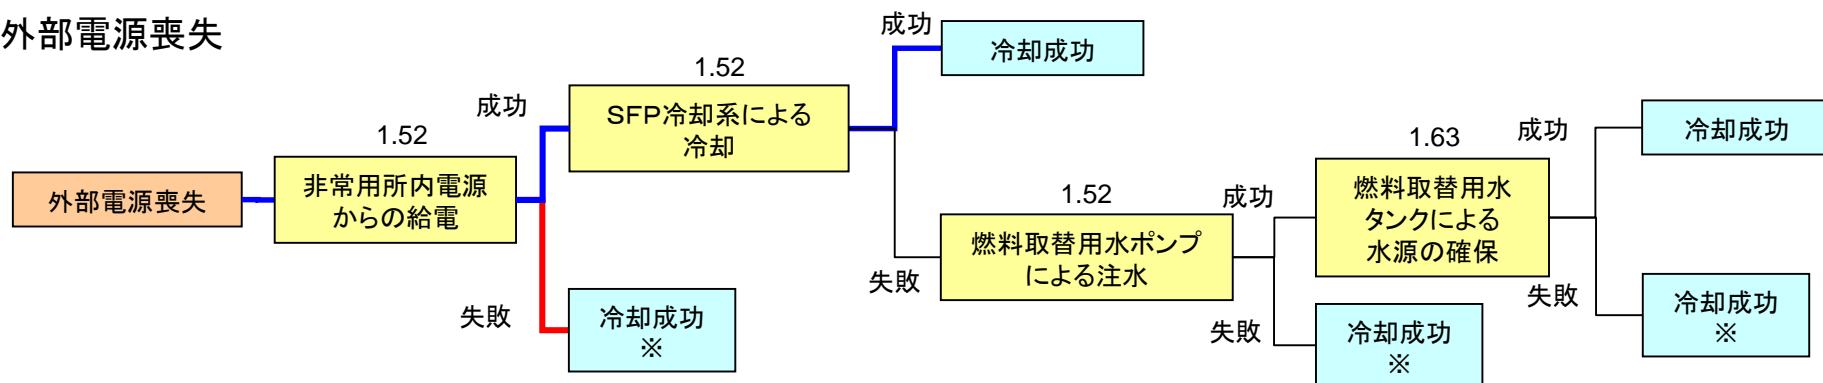 外部電源喪失
外部電源喪失
1.52
非常用所内電源
からの給電
成功
失敗
1.52
SFP冷却系による
冷却
冷却成功
※
成功
失敗
冷却成功
1.52
燃料取替用水ポンプ
による注水
成功
失敗
1.63
燃料取替用水
タンクによる
水源の確保
冷却成功
※
成功
失敗
冷却成功
冷却成功
※